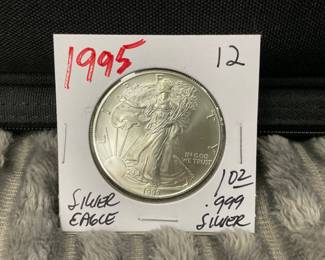 1995
12
IN GOD
WE TRUST
SILVER
EAGLE
1 OZ
.999
SILVER